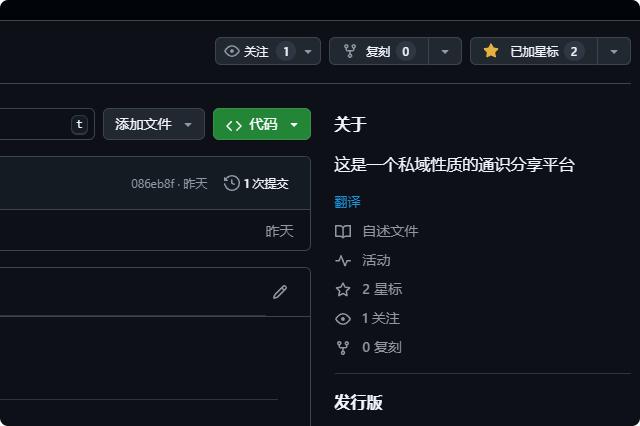 关注 1
复刻 0
已加星标 2
t
添加文件
代码
关于
这是一个私域性质的通识分享平台
翻译
086eb8f · 昨天
1 次提交
自述文件
昨天
活动
2 星标
1 关注
0 复刻
发行版